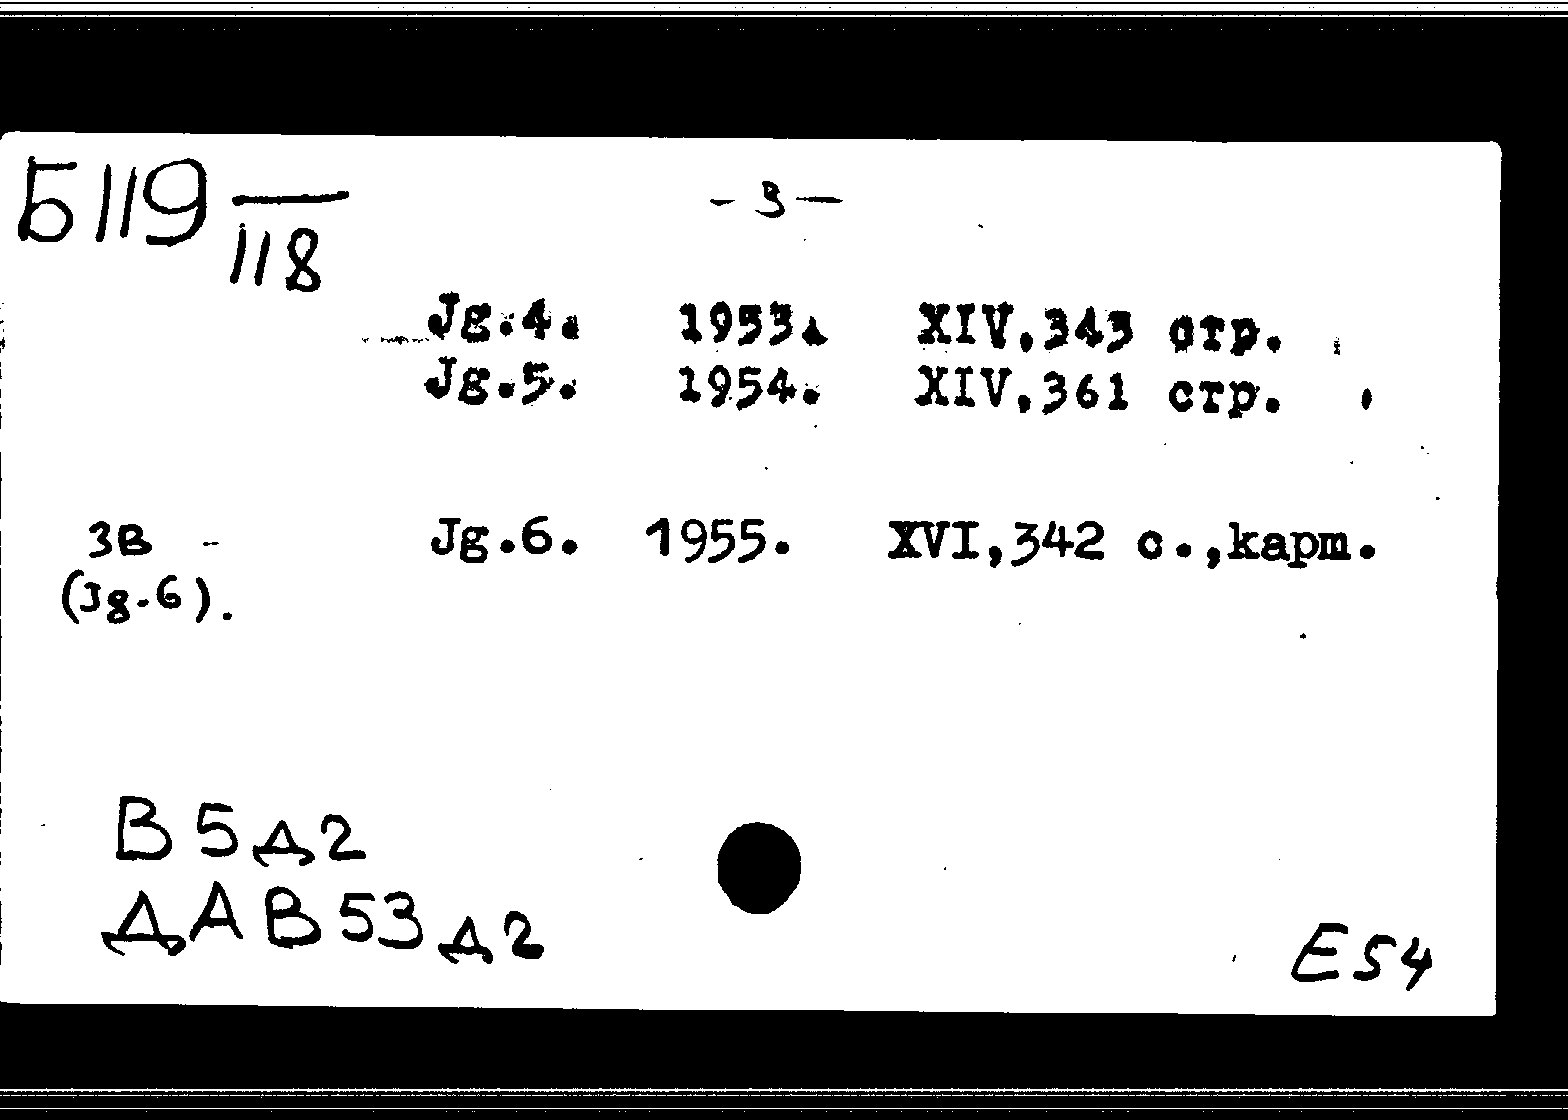 Б119 —
118
- 3 —
Jg.4. 1953. XIV,343 стр.
Jg.5. 1954. XIV,361 стр.
ЗВ - Jg.6. 1955. XVI,342 с.,карт.
(Jg.6).
В5д2
ДАВ53д2
Е54